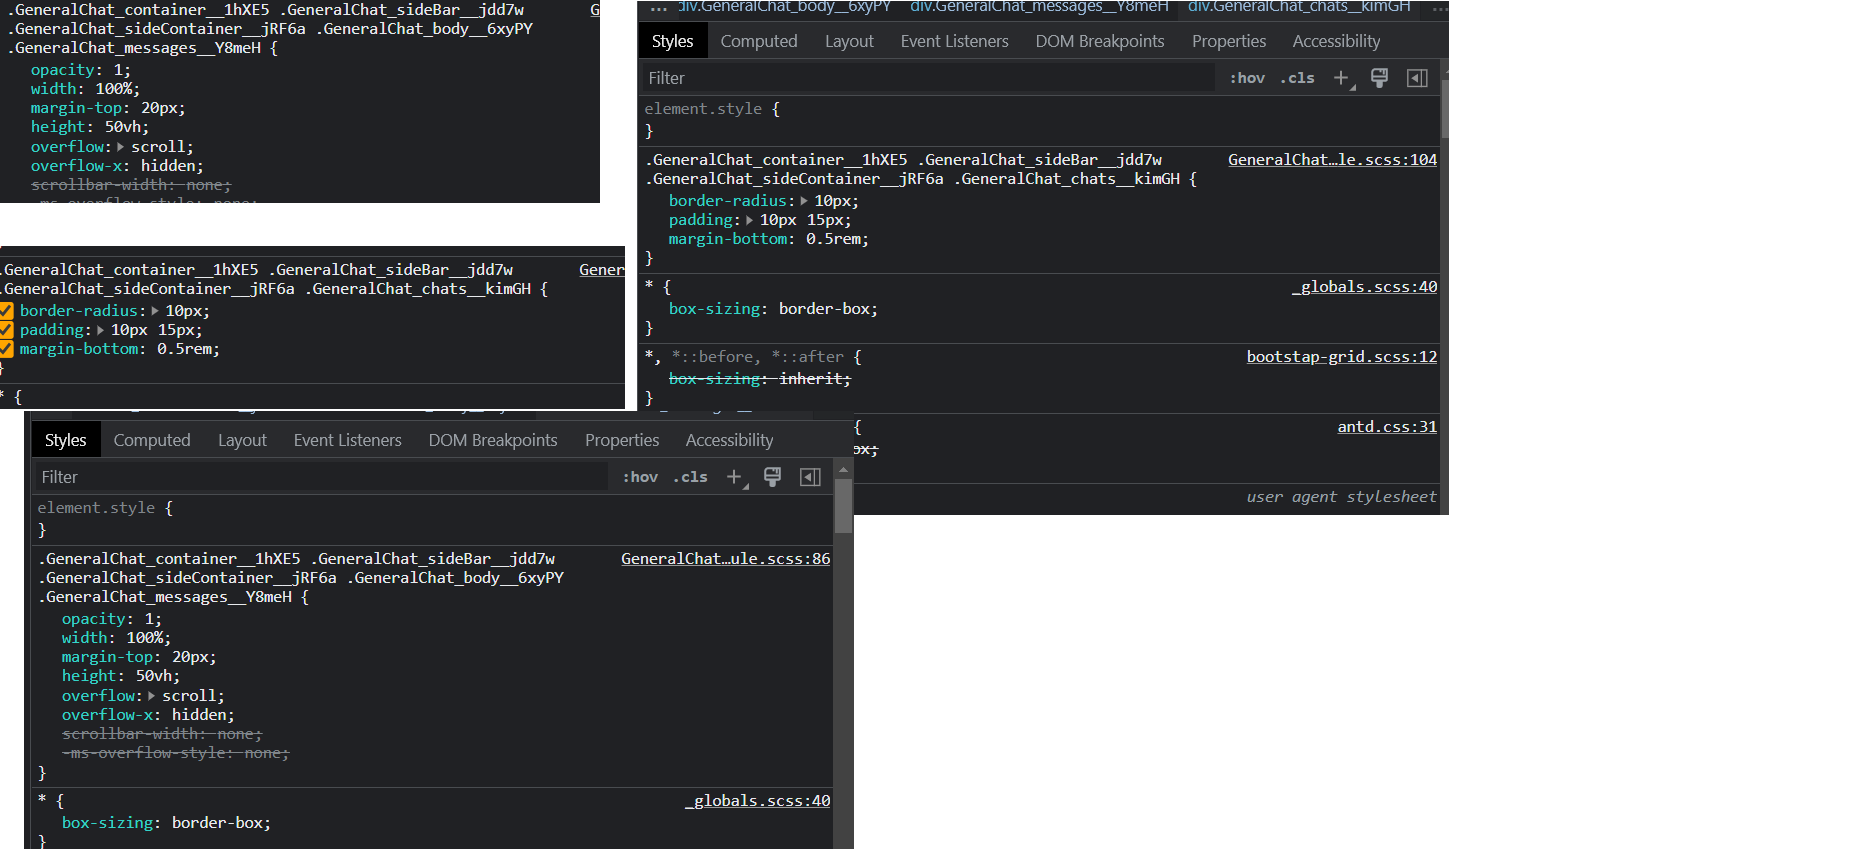 .GeneralChat_container__1hXE5 .GeneralChat_sideBar__jdd7w
.GeneralChat_sideContainer__jRF6a .GeneralChat_body__6xyPY
.GeneralChat_messages__Y8meH {
opacity: 1;
width: 100%;
margin-top: 20px;
height: 50vh;
overflow: scroll;
overflow-x: hidden;
scrollbar-width: none;
-ms-overflow-style: none;
.GeneralChat_container__1hXE5 .GeneralChat_sideBar__jdd7w Gener
.GeneralChat_sideContainer__jRF6a .GeneralChat_chats__kimGH {
border-radius: 10px;
padding: 10px 15px;
margin-bottom: 0.5rem;
}
* {
... div.GeneralChat_body__6xyPY div.GeneralChat_messages__Y8meH div.GeneralChat_chats__kimGH ...
Styles Computed Layout Event Listeners DOM Breakpoints Properties Accessibility
Filter :hov .cls +
element.style {
}
.GeneralChat_container__1hXE5 .GeneralChat_sideBar__jdd7w GeneralChat…le.scss:104
.GeneralChat_sideContainer__jRF6a .GeneralChat_chats__kimGH {
border-radius: 10px;
padding: 10px 15px;
margin-bottom: 0.5rem;
}
* { _globals.scss:40
box-sizing: border-box;
}
*, *::before, *::after { bootstap-grid.scss:12
box-sizing: inherit;
}
{ antd.css:31
ox;
user agent stylesheet
Styles Computed Layout Event Listeners DOM Breakpoints Properties Accessibility
Filter :hov .cls +
element.style {
}
.GeneralChat_container__1hXE5 .GeneralChat_sideBar__jdd7w GeneralChat…ule.scss:86
.GeneralChat_sideContainer__jRF6a .GeneralChat_body__6xyPY
.GeneralChat_messages__Y8meH {
opacity: 1;
width: 100%;
margin-top: 20px;
height: 50vh;
overflow: scroll;
overflow-x: hidden;
scrollbar-width: none;
-ms-overflow-style: none;
}
* { _globals.scss:40
box-sizing: border-box;
}